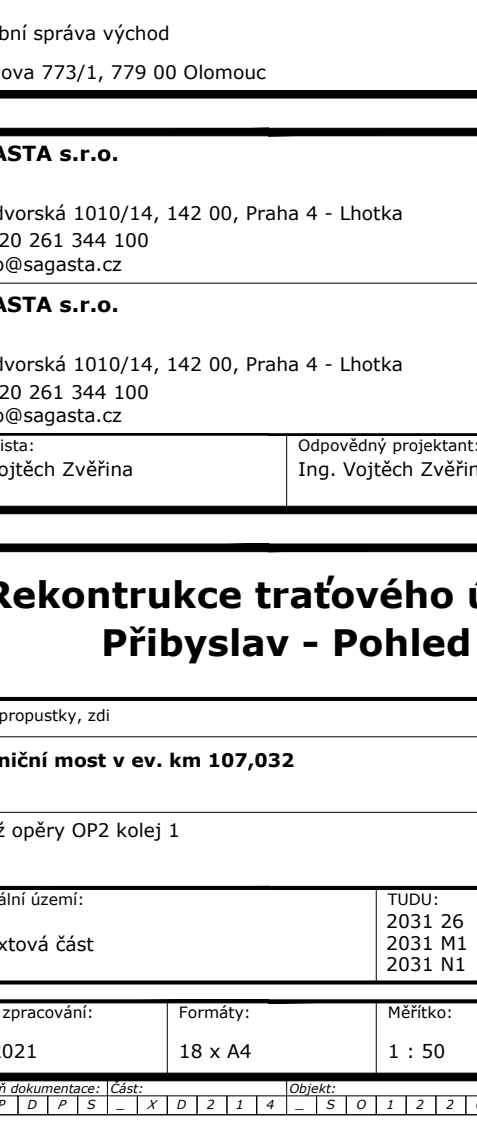 bní správa východ
ova 773/1, 779 00 Olomouc
ASTA s.r.o.
dvorská 1010/14, 142 00, Praha 4 - Lhotka
20 261 344 100
o@sagasta.cz
ASTA s.r.o.
dvorská 1010/14, 142 00, Praha 4 - Lhotka
20 261 344 100
o@sagasta.cz
ista: Odpovědný projektant:
ojtěch Zvěřina Ing. Vojtěch Zvěřin
Rekontrukce traťového ú
Přibyslav - Pohled
propustky, zdi
niční most v ev. km 107,032
ž opěry OP2 kolej 1
ální území: TUDU:
2031 26
xtová část 2031 M1
2031 N1
zpracování: Formáty: Měřítko:
2021 18 x A4 1 : 50
ň dokumentace: Část: Objekt:
P D P S _ X D 2 1 4 _ S O 1 2 2